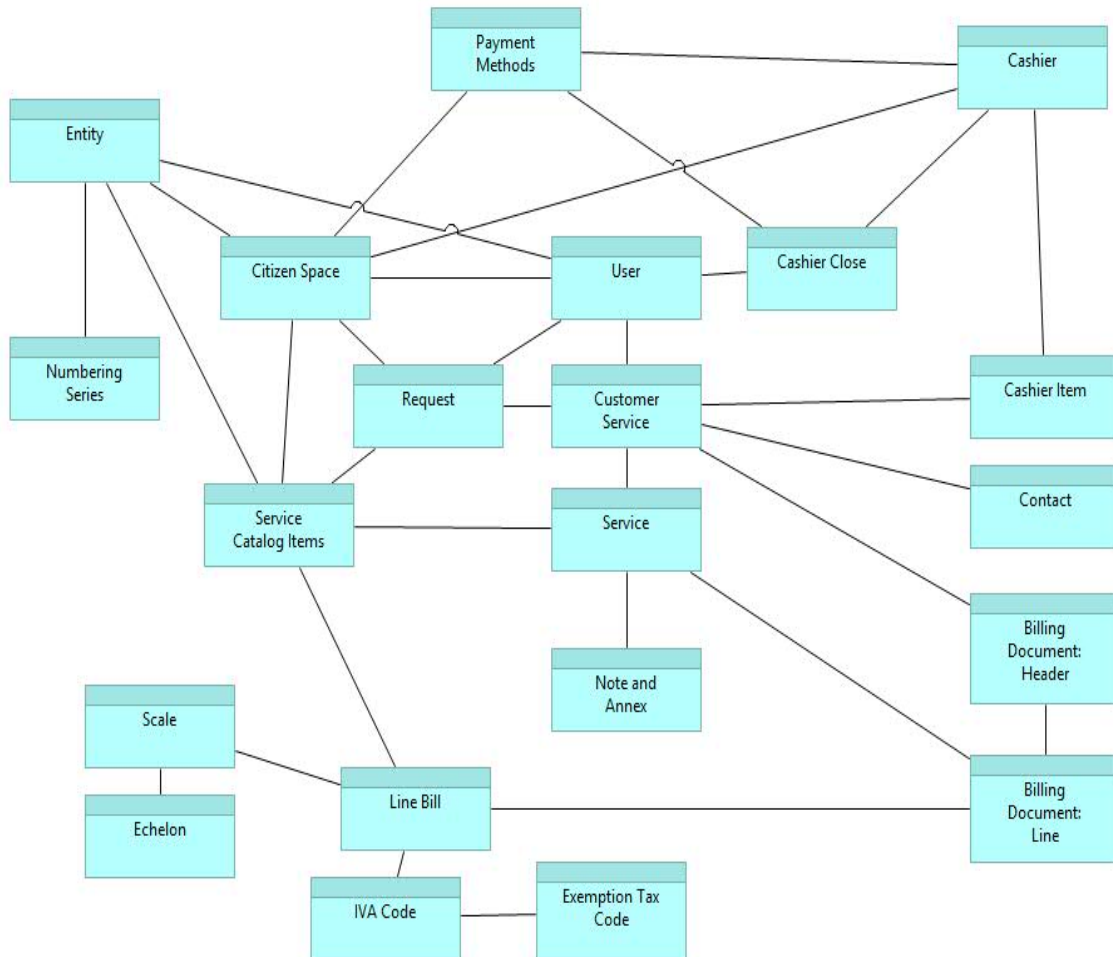 Payment
Methods
Cashier
Entity
Citizen Space
User
Cashier Close
Numbering
Series
Request
Customer
Service
Cashier Item
Contact
Service
Catalog Items
Service
Billing
Document:
Header
Note and
Annex
Scale
Line Bill
Billing
Document:
Line
Echelon
IVA Code
Exemption Tax
Code